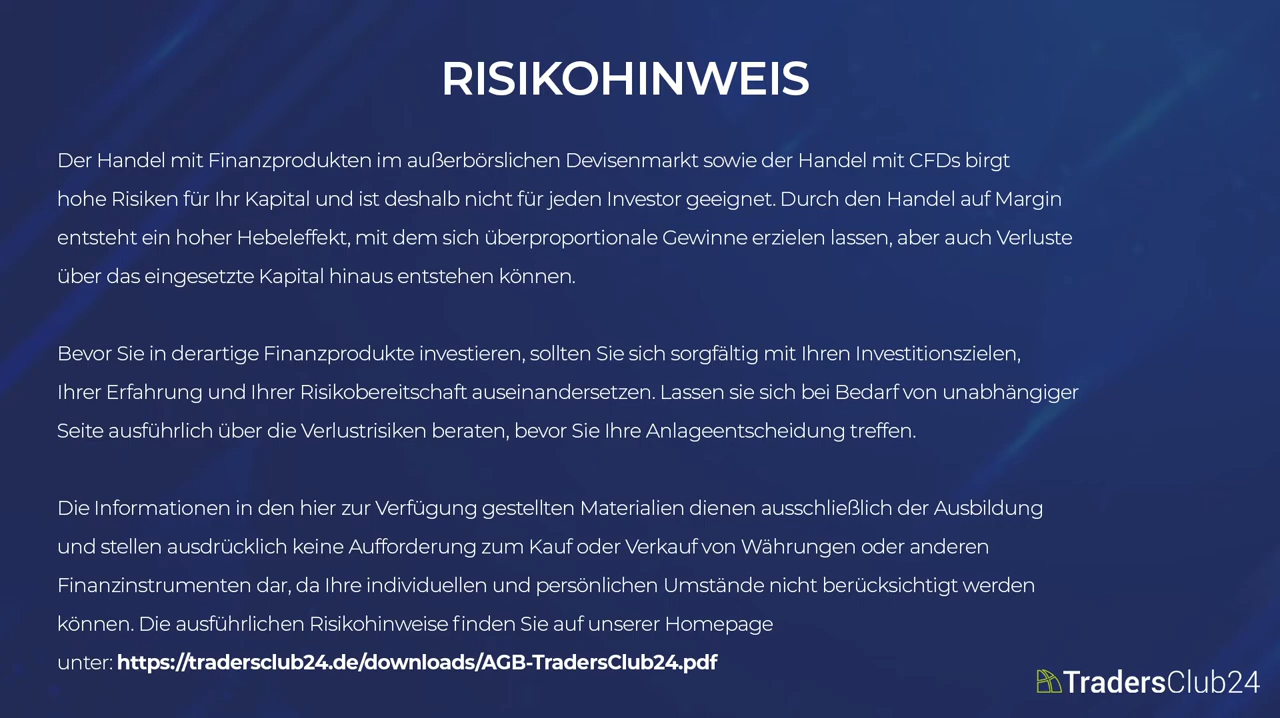 RISIKOHINWEIS
Der Handel mit Finanzprodukten im außerbörslichen Devisenmarkt sowie der Handel mit CFDs birgt
hohe Risiken für Ihr Kapital und ist deshalb nicht für jeden Investor geeignet. Durch den Handel auf Margin
entsteht ein hoher Hebeleffekt, mit dem sich überproportionale Gewinne erzielen lassen, aber auch Verluste
über das eingesetzte Kapital hinaus entstehen können.
Bevor Sie in derartige Finanzprodukte investieren, sollten Sie sich sorgfältig mit Ihren Investitionszielen,
Ihrer Erfahrung und Ihrer Risikobereitschaft auseinandersetzen. Lassen sie sich bei Bedarf von unabhängiger
Seite ausführlich über die Verlustrisiken beraten, bevor Sie Ihre Anlageentscheidung treffen.
Die Informationen in den hier zur Verfügung gestellten Materialien dienen ausschließlich der Ausbildung
und stellen ausdrücklich keine Aufforderung zum Kauf oder Verkauf von Währungen oder anderen
Finanzinstrumenten dar, da Ihre individuellen und persönlichen Umstände nicht berücksichtigt werden
können. Die ausführlichen Risikohinweise finden Sie auf unserer Homepage
unter: https://tradersclub24.de/downloads/AGB-TradersClub24.pdf
TradersClub24